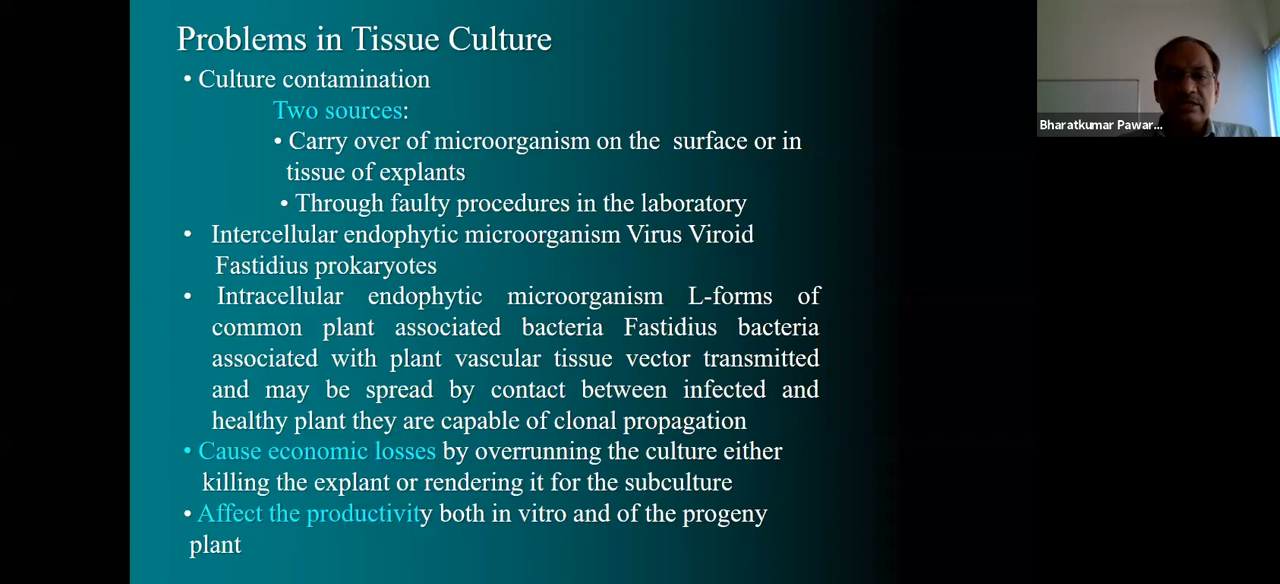 Problems in Tissue Culture
• Culture contamination
Two sources:
• Carry over of microorganism on the surface or in
tissue of explants
• Through faulty procedures in the laboratory
• Intercellular endophytic microorganism Virus Viroid
Fastidius prokaryotes
• Intracellular endophytic microorganism L-forms of
common plant associated bacteria Fastidius bacteria
associated with plant vascular tissue vector transmitted
and may be spread by contact between infected and
healthy plant they are capable of clonal propagation
• Cause economic losses by overrunning the culture either
killing the explant or rendering it for the subculture
• Affect the productivity both in vitro and of the progeny
plant
Bharatkumar Pawar...